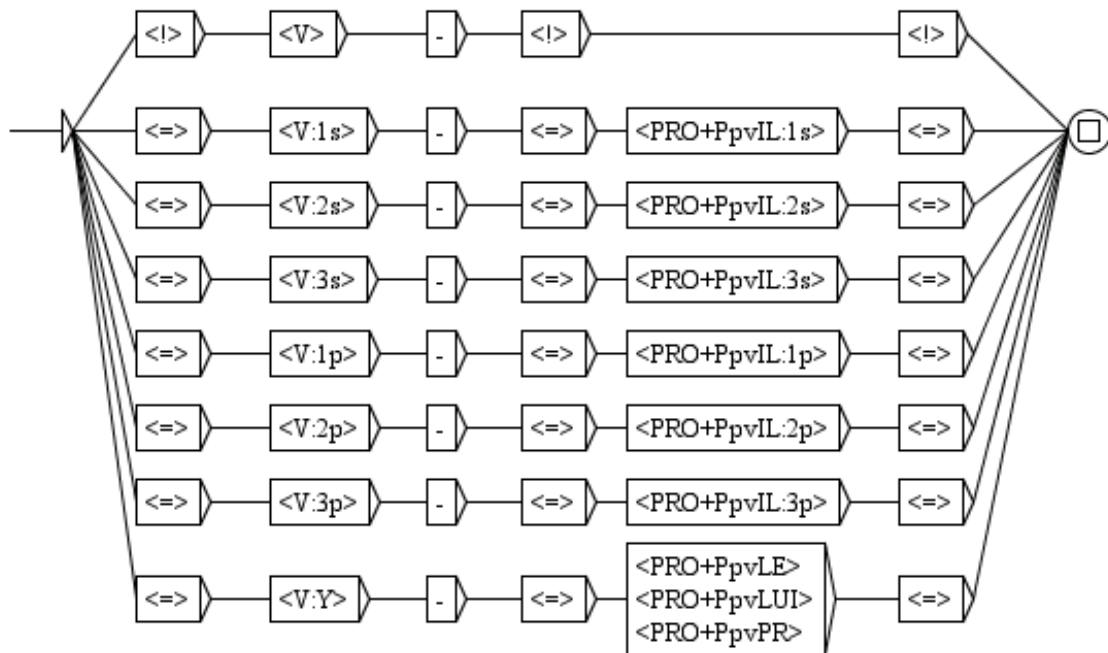 <!> <V> - <!> <!>
<=> <V:1s> - <=> <PRO+PpvIL:1s> <=>
<=> <V:2s> - <=> <PRO+PpvIL:2s> <=>
<=> <V:3s> - <=> <PRO+PpvIL:3s> <=>
<=> <V:1p> - <=> <PRO+PpvIL:1p> <=>
<=> <V:2p> - <=> <PRO+PpvIL:2p> <=>
<=> <V:3p> - <=> <PRO+PpvIL:3p> <=>
<PRO+PpvLE>
<=> <V:Y> - <=> <PRO+PpvLUI> <=>
<PRO+PpvPR>